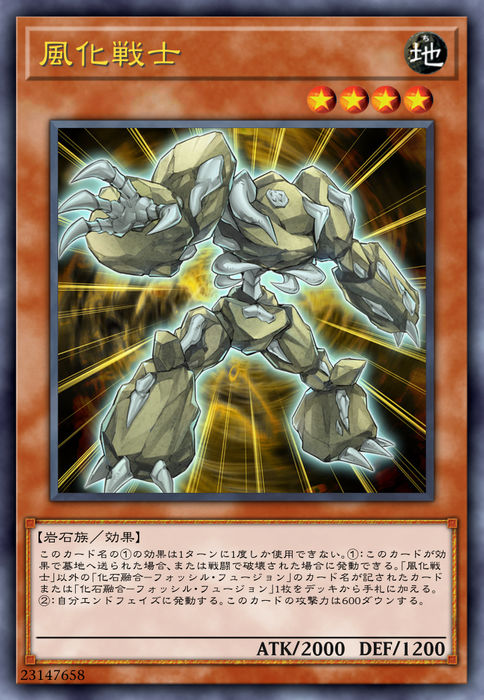 風化戦士
ち
地
【岩石族／効果】
このカード名の①の効果は1ターンに1度しか使用できない。①：このカードが効
果で墓地へ送られた場合、または戦闘で破壊された場合に発動できる。「風化戦
士」以外の「化石融合－フォッシル・フュージョン」のカード名が記されたカード
または「化石融合－フォッシル・フュージョン」1枚をデッキから手札に加える。
②：自分エンドフェイズに発動する。このカードの攻撃力は600ダウンする。
ATK/2000 DEF/1200
23147658